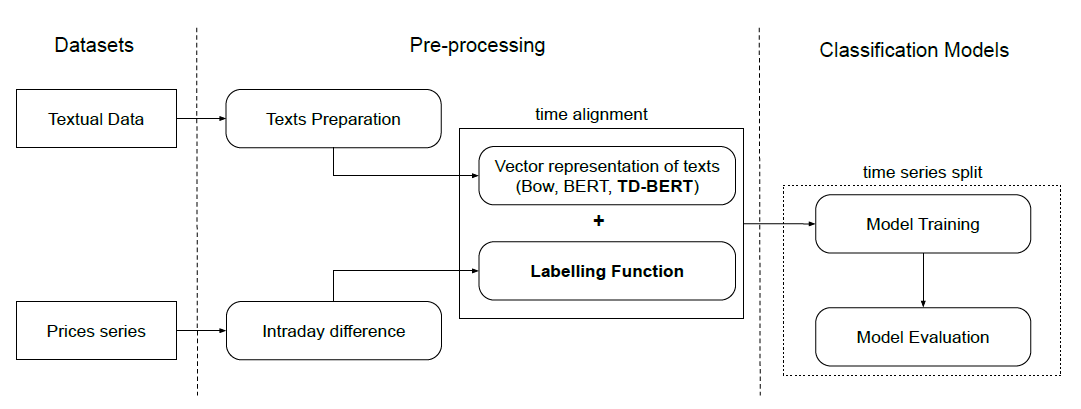 Datasets
Pre-processing
Classification Models
Textual Data
Texts Preparation
time alignment
Vector representation of texts
(Bow, BERT, TD-BERT)
+
Labelling Function
Prices series
Intraday difference
time series split
Model Training
Model Evaluation